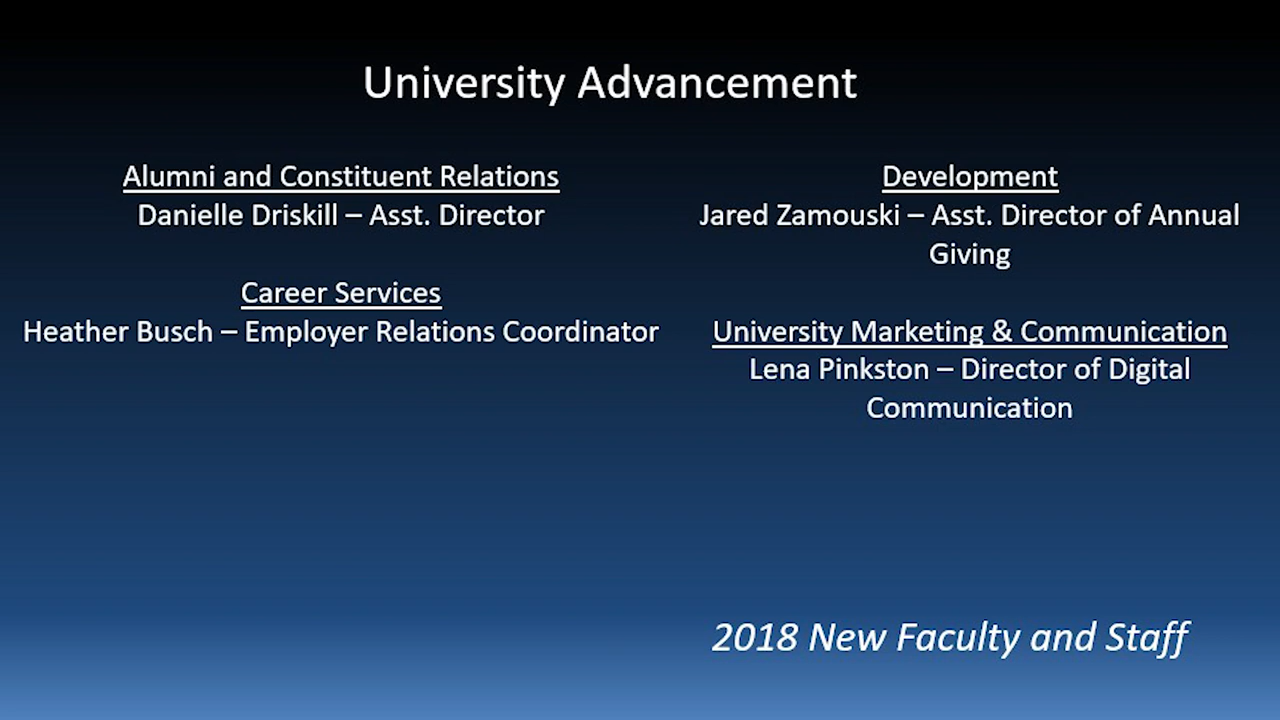 University Advancement
Alumni and Constituent Relations
Danielle Driskill – Asst. Director
Career Services
Heather Busch – Employer Relations Coordinator
Development
Jared Zamouski – Asst. Director of Annual
Giving
University Marketing & Communication
Lena Pinkston – Director of Digital
Communication
2018 New Faculty and Staff